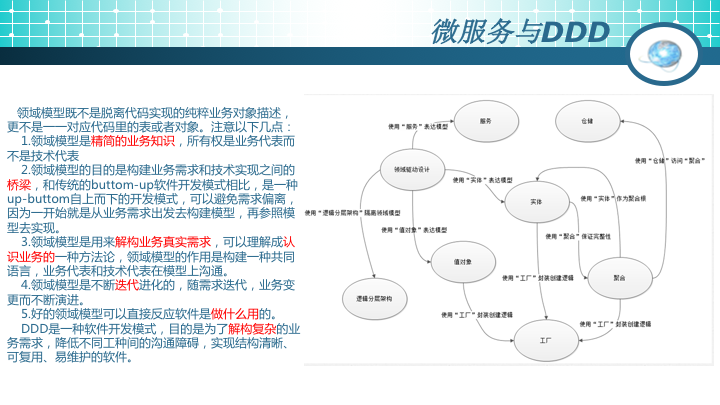 微服务与DDD
领域模型既不是脱离代码实现的纯粹业务对象描述，
更不是一一对应代码里的表或者对象。注意以下几点：
1.领域模型是精简的业务知识，所有权是业务代表而
不是技术代表
2.领域模型的目的是构建业务需求和技术实现之间的
桥梁，和传统的buttom-up软件开发模式相比，是一种
up-buttom自上而下的开发模式，可以避免需求偏离，
因为一开始就是从业务需求出发去构建模型，再参照模
型去实现。
3.领域模型是用来解构业务真实需求，可以理解成认
识业务的一种方法论，领域模型的作用是构建一种共同
语言，业务代表和技术代表在模型上沟通。
4.领域模型是不断迭代进化的，随需求迭代，业务变
更而不断演进。
5.好的领域模型可以直接反应软件是做什么用的。
DDD是一种软件开发模式，目的是为了解构复杂的业
务需求，降低不同工种间的沟通障碍，实现结构清晰、
可复用、易维护的软件。
服务
仓储
使用“服务”表达模型
使用“仓储”访问“聚合”
领域驱动设计
使用“实体”表达模型
实体
使用“实体”作为聚合根
使用“逻辑分层架构”隔离领域模型
使用“值对象”表达模型
使用“聚合”保证完整性
值对象
使用“工厂”封装创建逻辑
聚合
逻辑分层架构
使用“工厂”封装创建逻辑
使用“工厂”封装创建逻辑
工厂